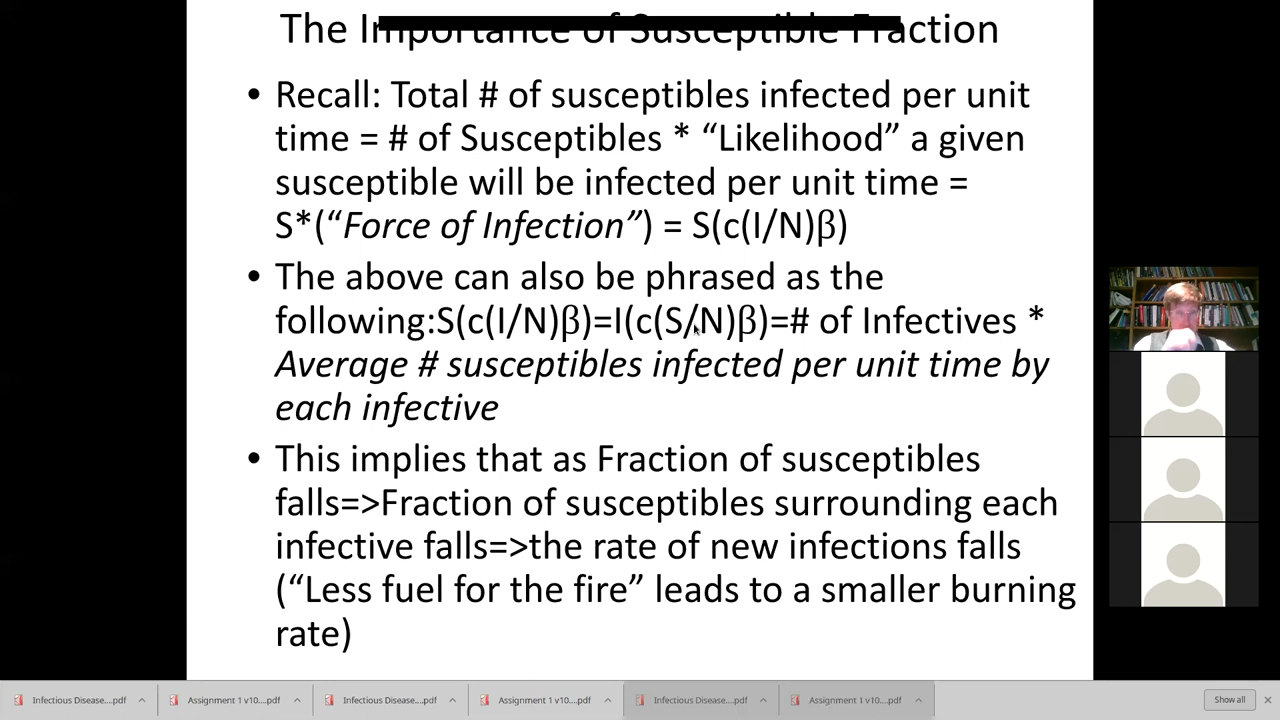 The Importance of Susceptible Fraction
• Recall: Total # of susceptibles infected per unit
time = # of Susceptibles * “Likelihood” a given
susceptible will be infected per unit time =
S*(“Force of Infection”) = S(c(I/N)β)
• The above can also be phrased as the
following:S(c(I/N)β)=I(c(S/N)β)=# of Infectives *
Average # susceptibles infected per unit time by
each infective
• This implies that as Fraction of susceptibles
falls=>Fraction of susceptibles surrounding each
infective falls=>the rate of new infections falls
(“Less fuel for the fire” leads to a smaller burning
rate)
Infectious Disease....pdf
Assignment 1 v10....pdf
Infectious Disease....pdf
Assignment 1 v10....pdf
Infectious Disease....pdf
Assignment 1 v10....pdf
Show all